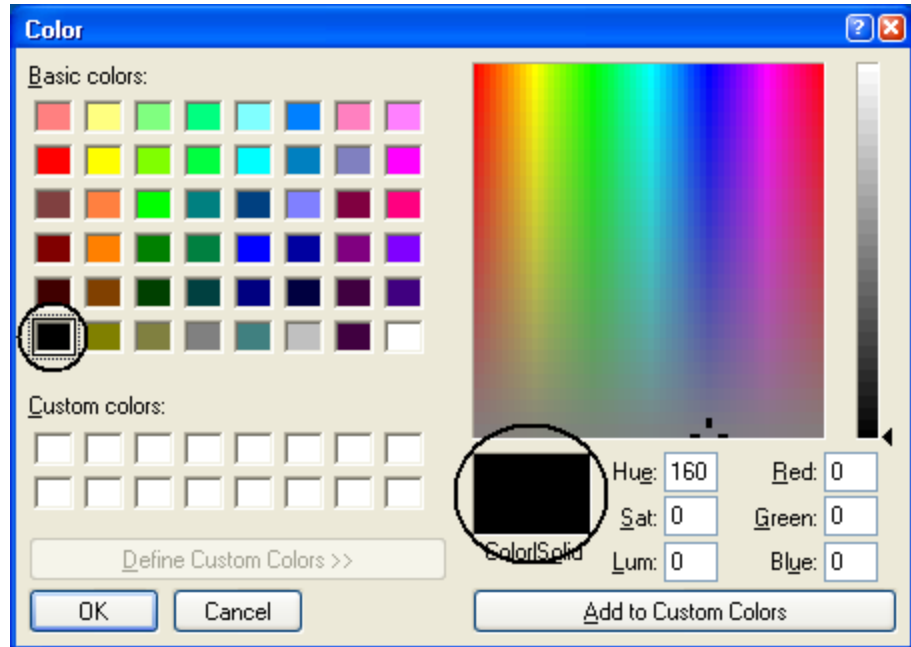 Color
Basic colors:
Custom colors:
Define Custom Colors >>
OK Cancel
Color|Solid
Hue: 160 Red: 0
Sat: 0 Green: 0
Lum: 0 Blue: 0
Add to Custom Colors